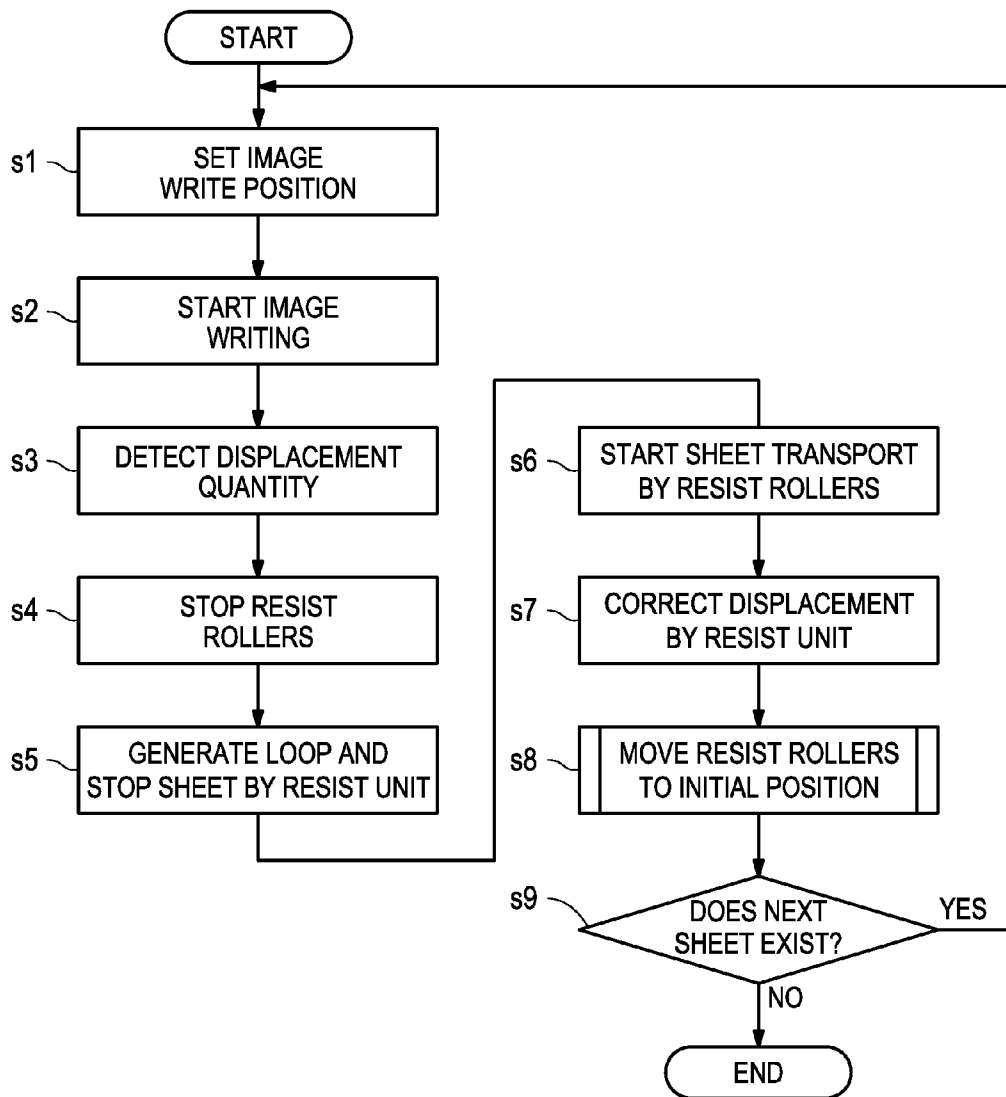 START
s1
SET IMAGE
WRITE POSITION
s2
START IMAGE
WRITING
s3
DETECT DISPLACEMENT
QUANTITY
s4
STOP RESIST
ROLLERS
s5
GENERATE LOOP AND
STOP SHEET BY RESIST UNIT
s6
START SHEET TRANSPORT
BY RESIST ROLLERS
s7
CORRECT DISPLACEMENT
BY RESIST UNIT
s8
MOVE RESIST ROLLERS
TO INITIAL POSITION
s9
DOES NEXT
SHEET EXIST?
YES
NO
END